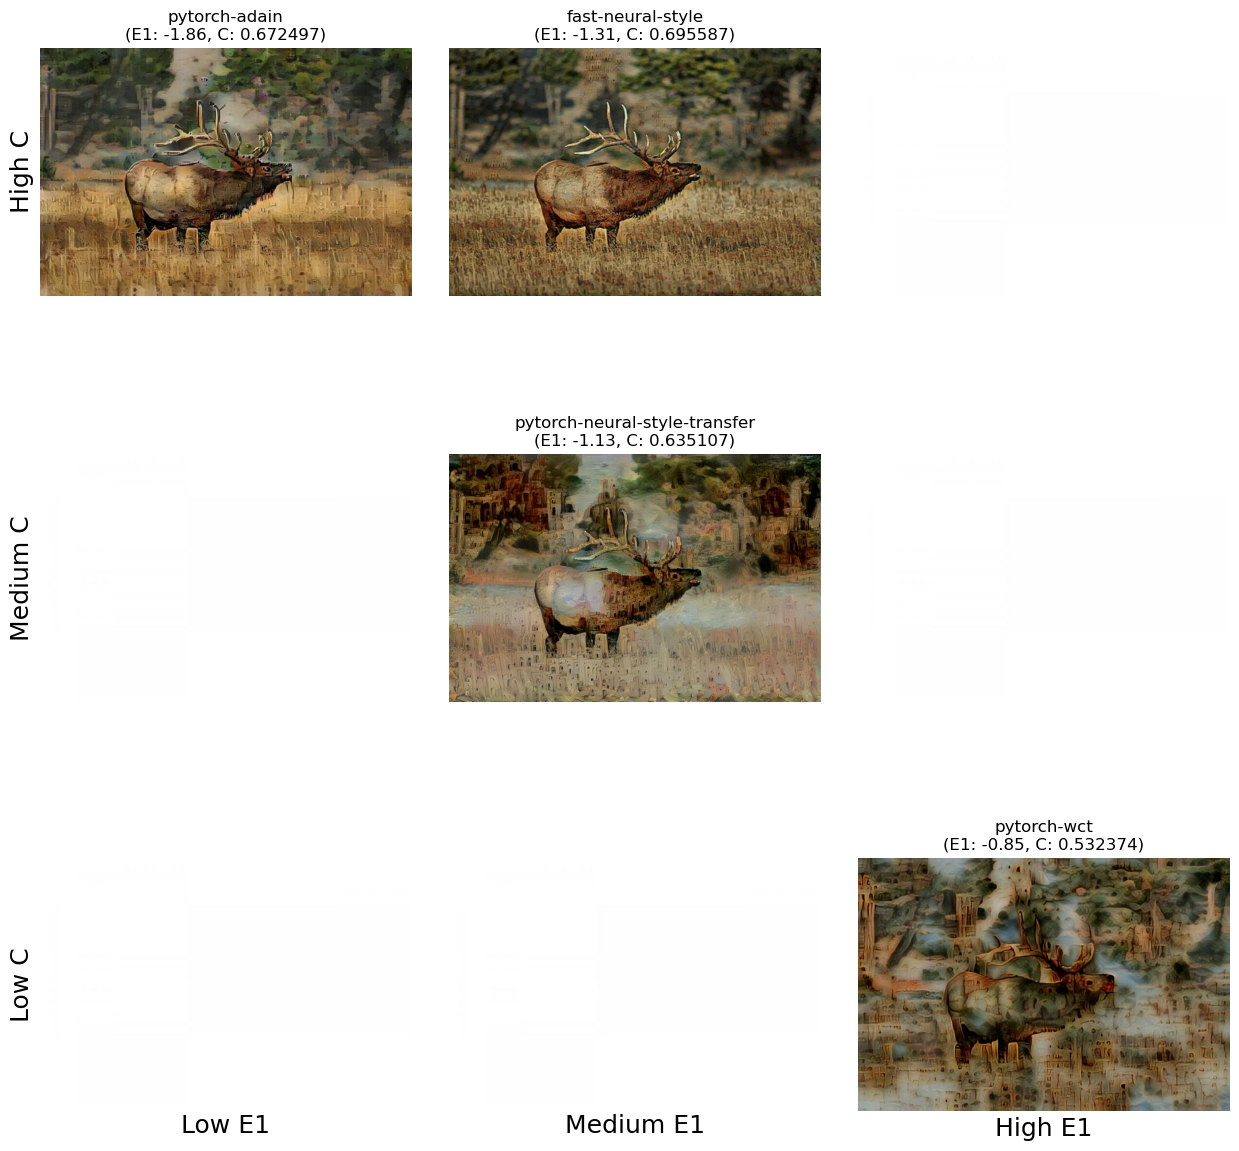 pytorch-adain
(E1: -1.86, C: 0.672497)
fast-neural-style
(E1: -1.31, C: 0.695587)
High C
pytorch-neural-style-transfer
(E1: -1.13, C: 0.635107)
Medium C
pytorch-wct
(E1: -0.85, C: 0.532374)
Low C
Low E1
Medium E1
High E1